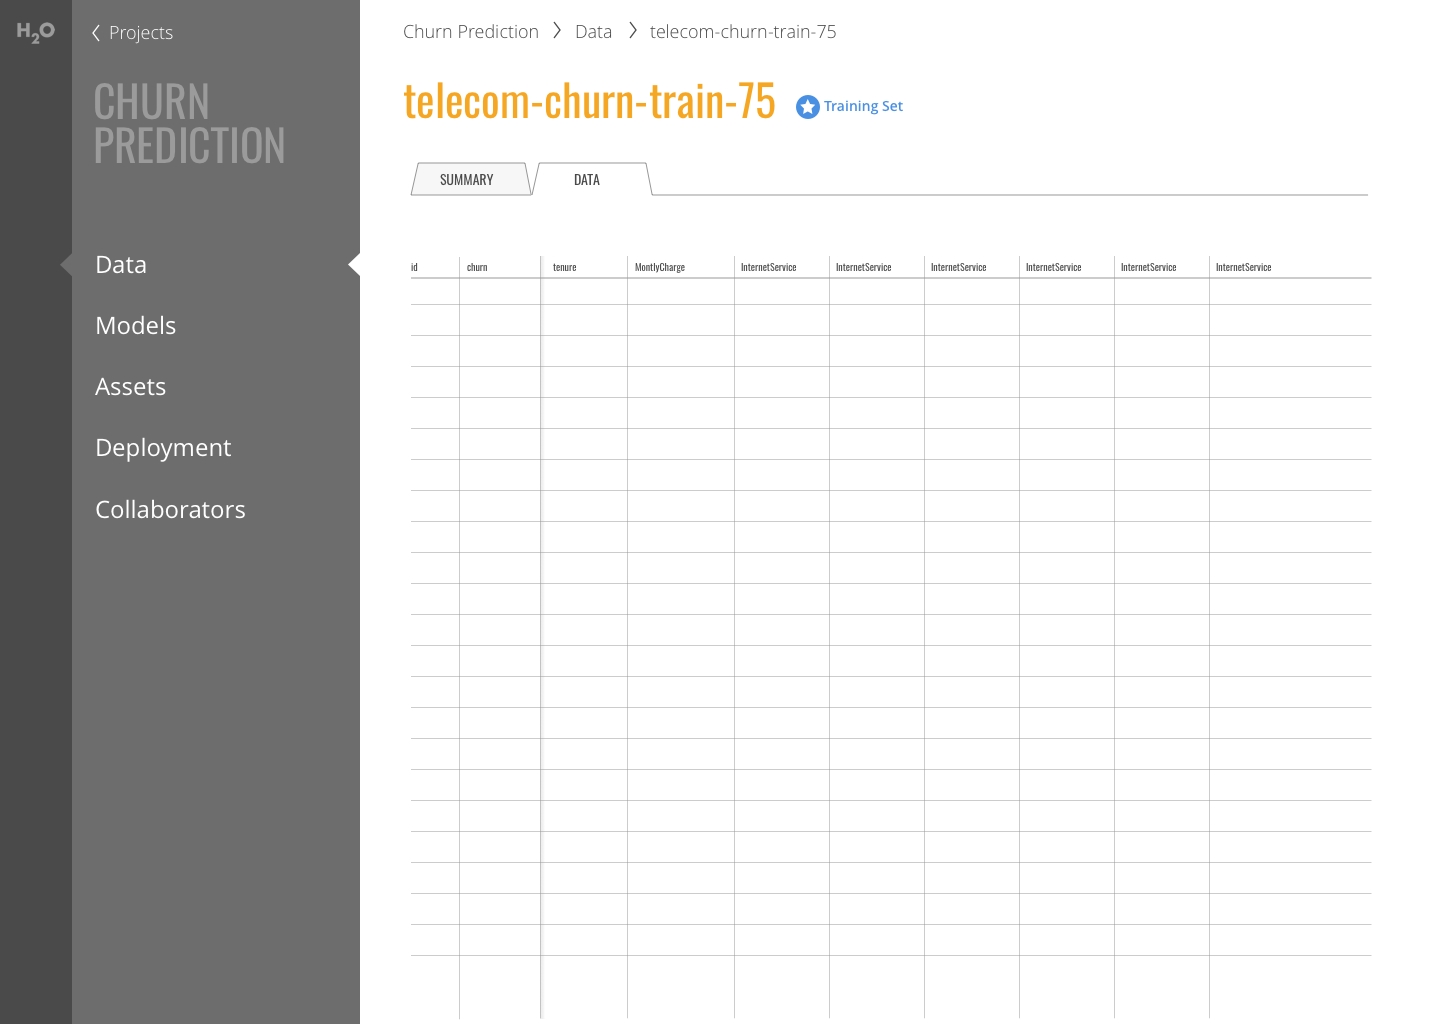 H2O
Projects
CHURN
PREDICTION
Data
Models
Assets
Deployment
Collaborators
Churn Prediction Data telecom-churn-train-75
telecom-churn-train-75 Training Set
SUMMARY DATA
id churn tenure MontlyCharge InternetService InternetService InternetService InternetService InternetService InternetService